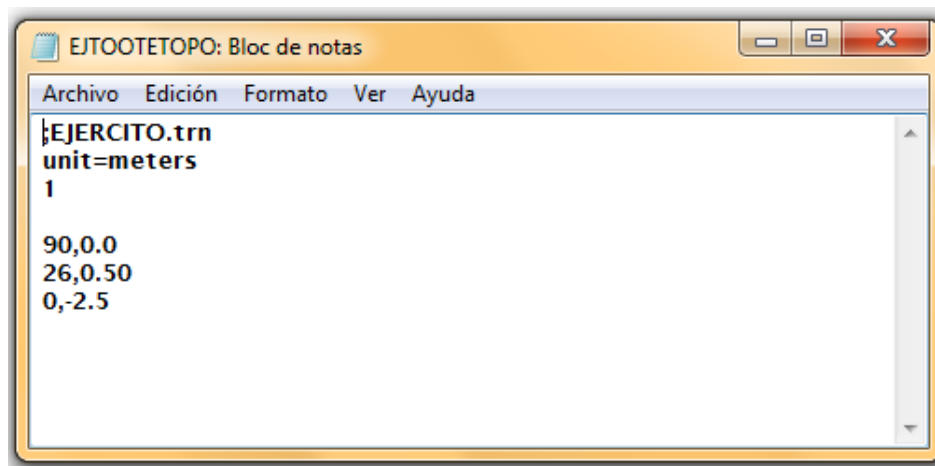 EJTOOTETOPO: Bloc de notas
Archivo Edición Formato Ver Ayuda
;EJERCITO.trn
unit=meters
1
90,0.0
26,0.50
0,-2.5